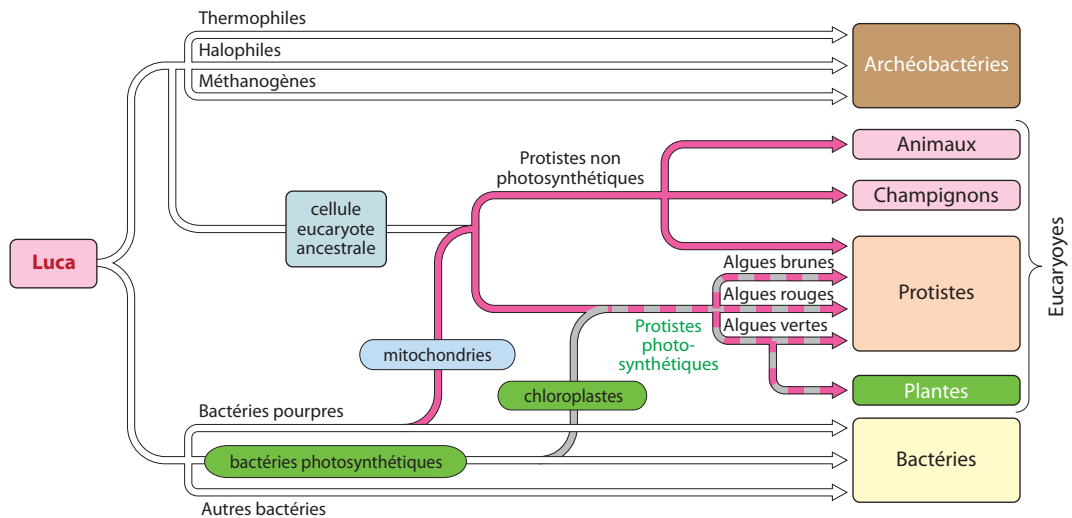 Thermophiles
Halophiles
Méthanogènes
Archéobactéries
Animaux
Protistes non
photosynthétiques
Champignons
cellule
eucaryote
ancestrale
Luca
Algues brunes
Algues rouges
Algues vertes
Protistes
Protistes
photo-
synthétiques
Eucaryoyes
mitochondries
chloroplastes
Plantes
Bactéries pourpres
bactéries photosynthétiques
Bactéries
Autres bactéries